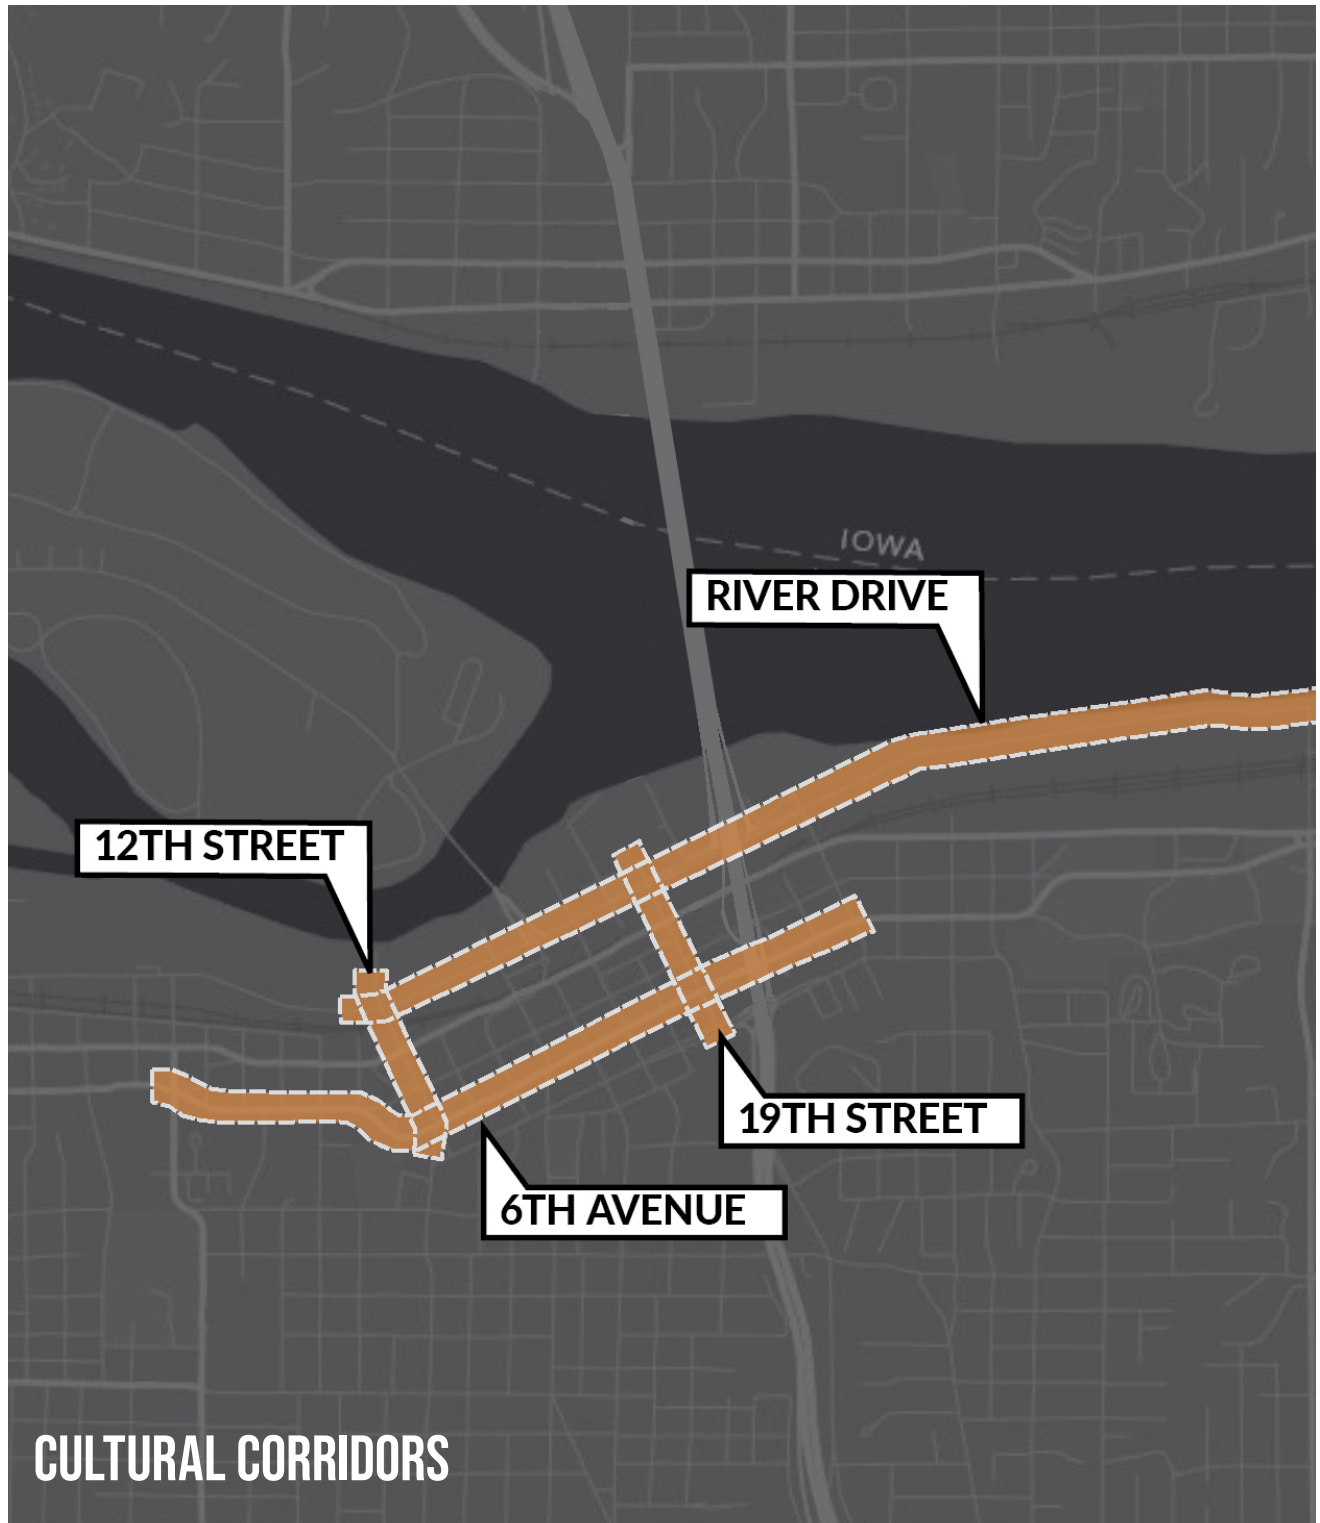 IOWA
RIVER DRIVE
12TH STREET
19TH STREET
6TH AVENUE
CULTURAL CORRIDORS